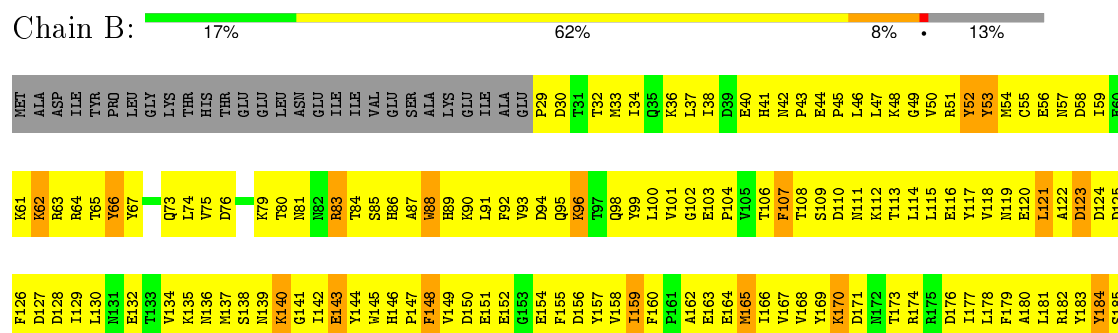 Chain B:
17% 62% 8% • 13%
MET ALA ASP ILE TYR PRO LEU GLY LYS THR HIS THR GLU GLU LEU ASN GLU ILE ILE VAL GLU SER ALA LYS GLU ILE ALA GLU P29 D30 T31 T32 M33 I34 Q35 K36 L37 I38 D39 E40 H41 N42 P43 E44 P45 L46 L47 K48 G49 V50 R51 Y52 Y53 M54 C55 E56 N57 D58 I59 E60
K61 K62 R63 R64 T65 Y66 Y67 Q73 L74 V75 D76 K79 T80 N81 N82 R83 T84 S85 H86 A87 W88 H89 K90 L91 F92 V93 D94 Q95 K96 T97 Q98 Y99 L100 V101 G102 E103 P104 V105 T106 F107 T108 S109 D110 N111 K112 T113 L114 L115 E116 Y117 V118 N119 E120 L121 A122 D123 D124 D125
F126 D127 D128 I129 L130 N131 E132 T133 V134 K135 N136 M137 S138 N139 K140 G141 I142 E143 Y144 W145 H146 P147 F148 V149 D150 E151 E152 G153 E154 F155 D156 Y157 V158 I159 F160 P161 A162 E163 E164 M165 I166 V167 V168 Y169 K170 D171 N172 T173 R174 R175 D176 I177 L178 F179 A180 L181 R182 Y183 Y184 D185